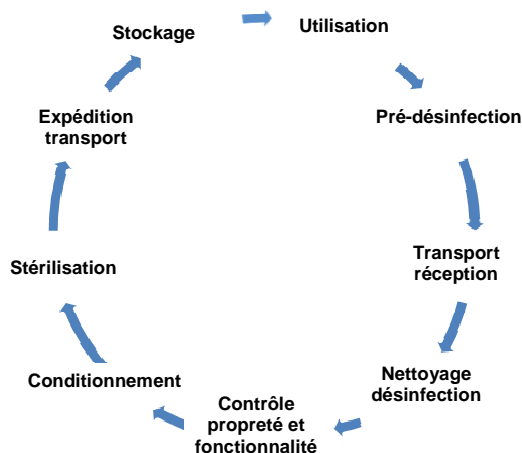 Stockage
Utilisation
Pré-désinfection
Transport
réception
Nettoyage
désinfection
Contrôle
propreté et
fonctionnalité
Conditionnement
Stérilisation
Expédition
transport